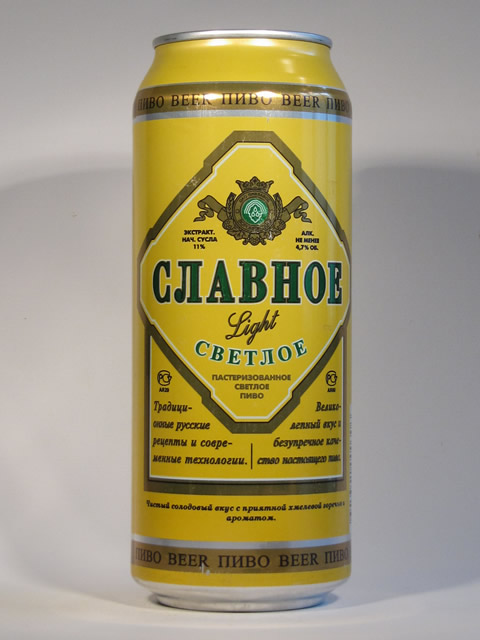 ПИВО BEER ПИВО BEER ПИВО
ЭКСТРАКТ.
НАЧ. СУСЛА
11%
АЛК.
НЕ МЕНЕЕ
4,7% ОБ.
СЛАВНОЕ
Light
СВЕТЛОЕ
ПАСТЕРИЗОВАННОЕ
СВЕТЛОЕ
ПИВО
Традици-
онные русские
рецепты и совре-
менные технологии.
Велико-
лепный вкус и
безупречное каче-
ство настоящего пива.
Чистый солодовый вкус с приятной хмелевой горечью и
ароматом.
ПИВО BEER ПИВО BEER ПИВО